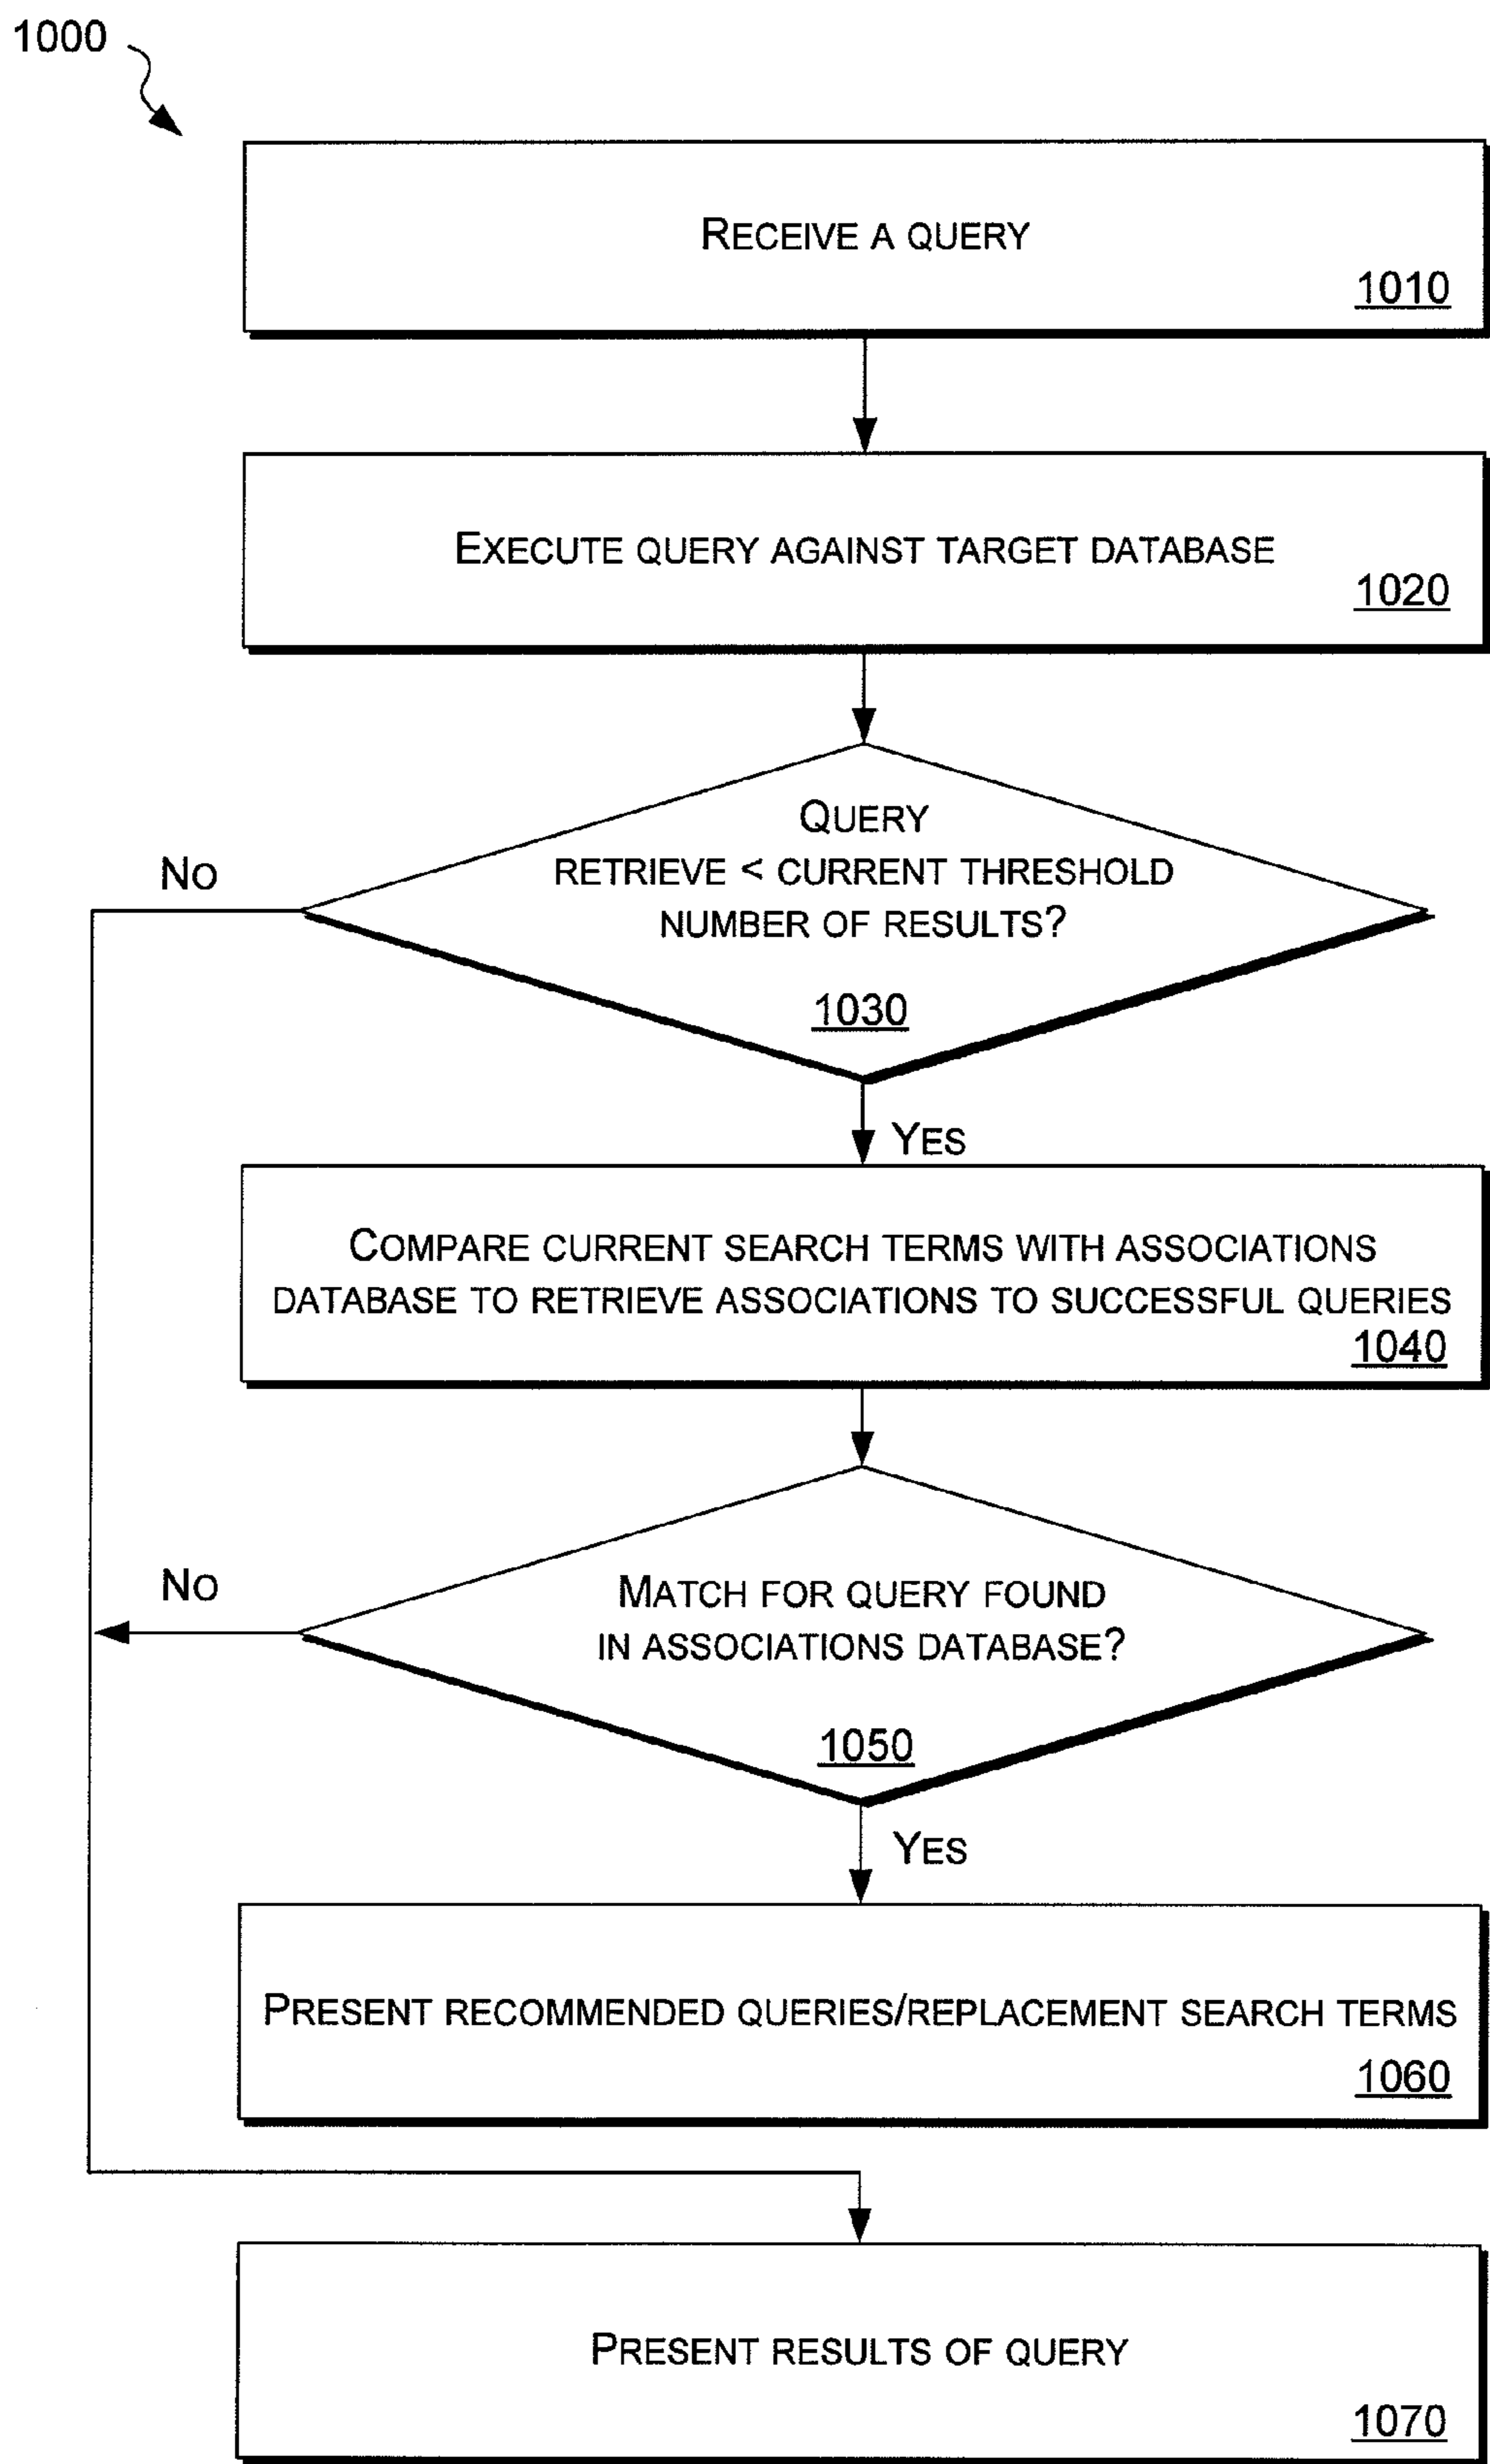 1000
RECEIVE A QUERY
1010
EXECUTE QUERY AGAINST TARGET DATABASE
1020
QUERY
RETRIEVE < CURRENT THRESHOLD
NUMBER OF RESULTS?
1030
NO
YES
COMPARE CURRENT SEARCH TERMS WITH ASSOCIATIONS
DATABASE TO RETRIEVE ASSOCIATIONS TO SUCCESSFUL QUERIES
1040
MATCH FOR QUERY FOUND
IN ASSOCIATIONS DATABASE?
1050
NO
YES
PRESENT RECOMMENDED QUERIES/REPLACEMENT SEARCH TERMS
1060
PRESENT RESULTS OF QUERY
1070